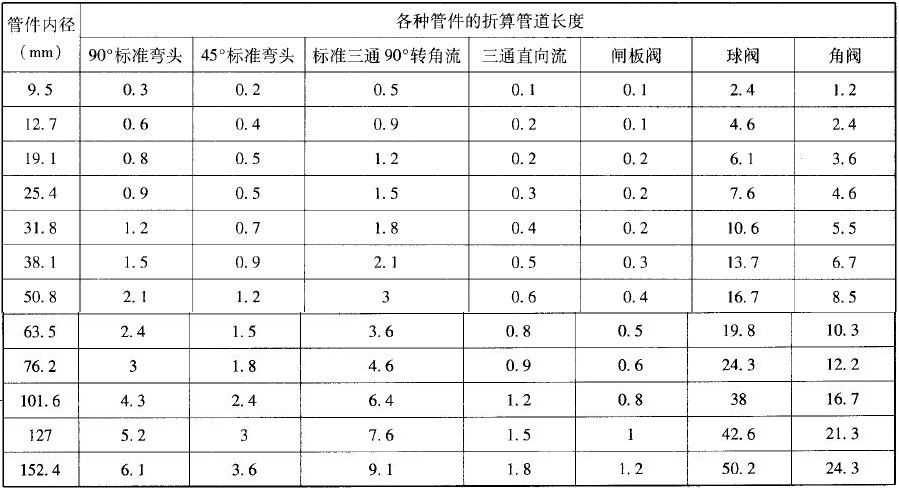 管件内径
(mm)
各种管件的折算管道长度
90°标准弯头 45°标准弯头 标准三通90°转角流 三通直向流 闸板阀 球阀 角阀
9.5 0.3 0.2 0.5 0.1 0.1 2.4 1.2
12.7 0.6 0.4 0.9 0.2 0.1 4.6 2.4
19.1 0.8 0.5 1.2 0.2 0.2 6.1 3.6
25.4 0.9 0.5 1.5 0.3 0.2 7.6 4.6
31.8 1.2 0.7 1.8 0.4 0.2 10.6 5.5
38.1 1.5 0.9 2.1 0.5 0.3 13.7 6.7
50.8 2.1 1.2 3 0.6 0.4 16.7 8.5
63.5 2.4 1.5 3.6 0.8 0.5 19.8 10.3
76.2 3 1.8 4.6 0.9 0.6 24.3 12.2
101.6 4.3 2.4 6.4 1.2 0.8 38 16.7
127 5.2 3 7.6 1.5 1 42.6 21.3
152.4 6.1 3.6 9.1 1.8 1.2 50.2 24.3